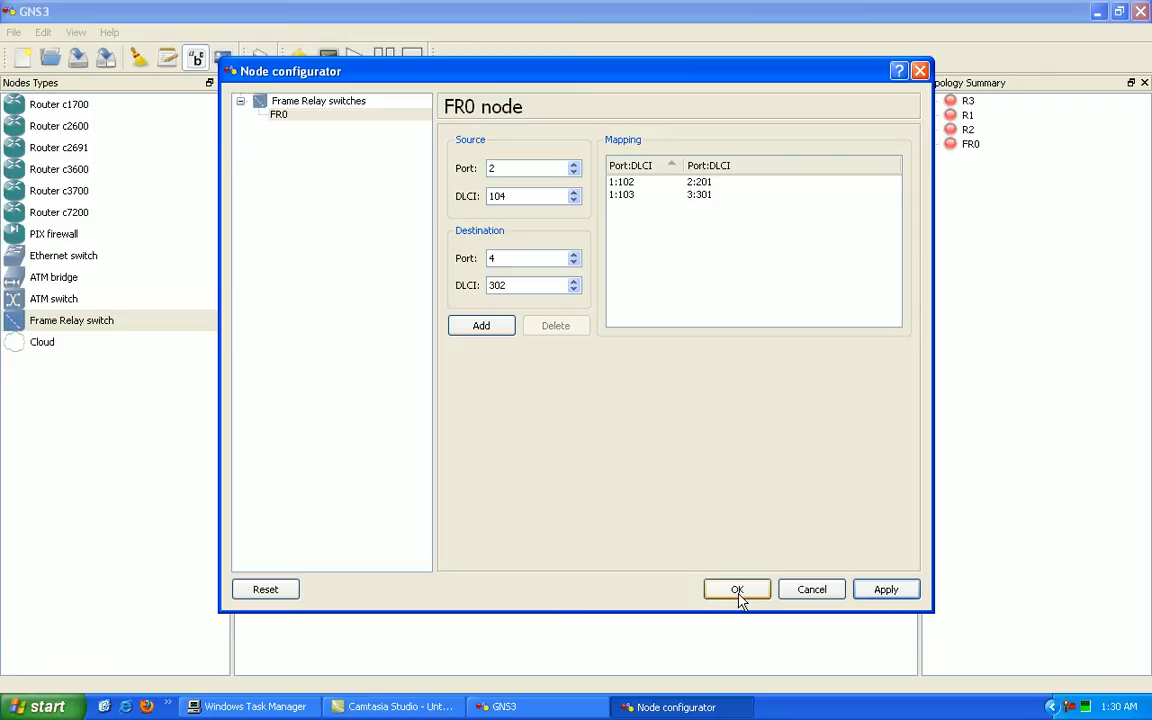 GNS3
File Edit View Help
Nodes Types
Router c1700
Router c2600
Router c2691
Router c3600
Router c3700
Router c7200
PIX firewall
Ethernet switch
ATM bridge
ATM switch
Frame Relay switch
Cloud
Node configurator
Frame Relay switches
FR0
FR0 node
Source
Port: 2
DLCI: 104
Destination
Port: 4
DLCI: 302
Add Delete
Mapping
Port:DLCI Port:DLCI
1:102 2:201
1:103 3:301
Reset OK Cancel Apply
pology Summary
R3
R1
R2
FR0
start Windows Task Manager Camtasia Studio - Unt... GNS3 Node configurator 1:30 AM